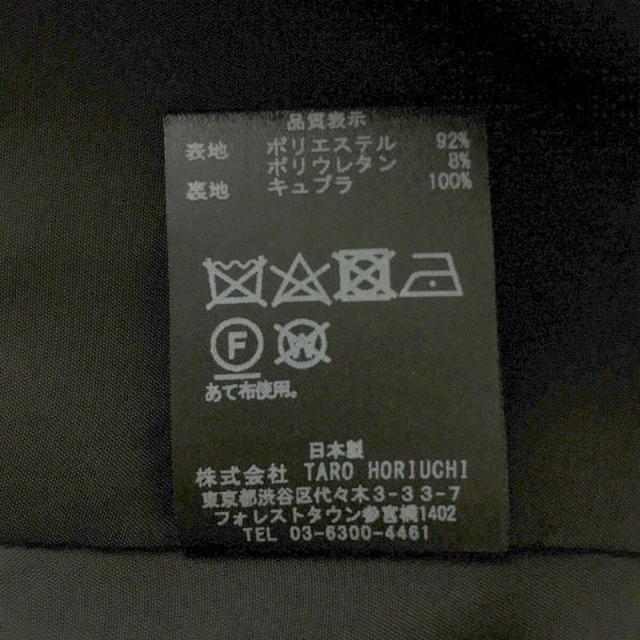 品質表示
表地 ポリエステル 92%
ポリウレタン 8%
裏地 キュプラ 100%
F W
あて布使用。
日本製
株式会社 TARO HORIUCHI
東京都渋谷区代々木3-33-7
フォレストタウン参宮橋1402
TEL 03-6300-4461